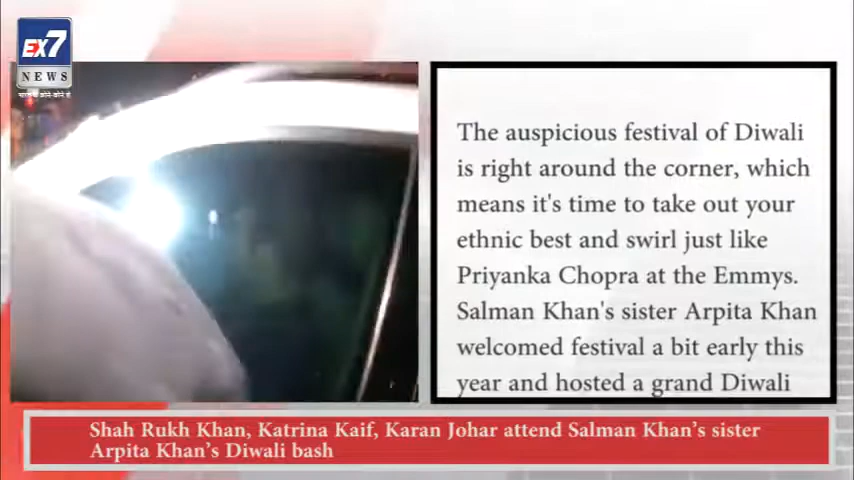 EX7
NEWS
The auspicious festival of Diwali
is right around the corner, which
means it's time to take out your
ethnic best and swirl just like
Priyanka Chopra at the Emmys.
Salman Khan's sister Arpita Khan
welcomed festival a bit early this
year and hosted a grand Diwali
Shah Rukh Khan, Katrina Kaif, Karan Johar attend Salman Khan's sister
Arpita Khan's Diwali bash